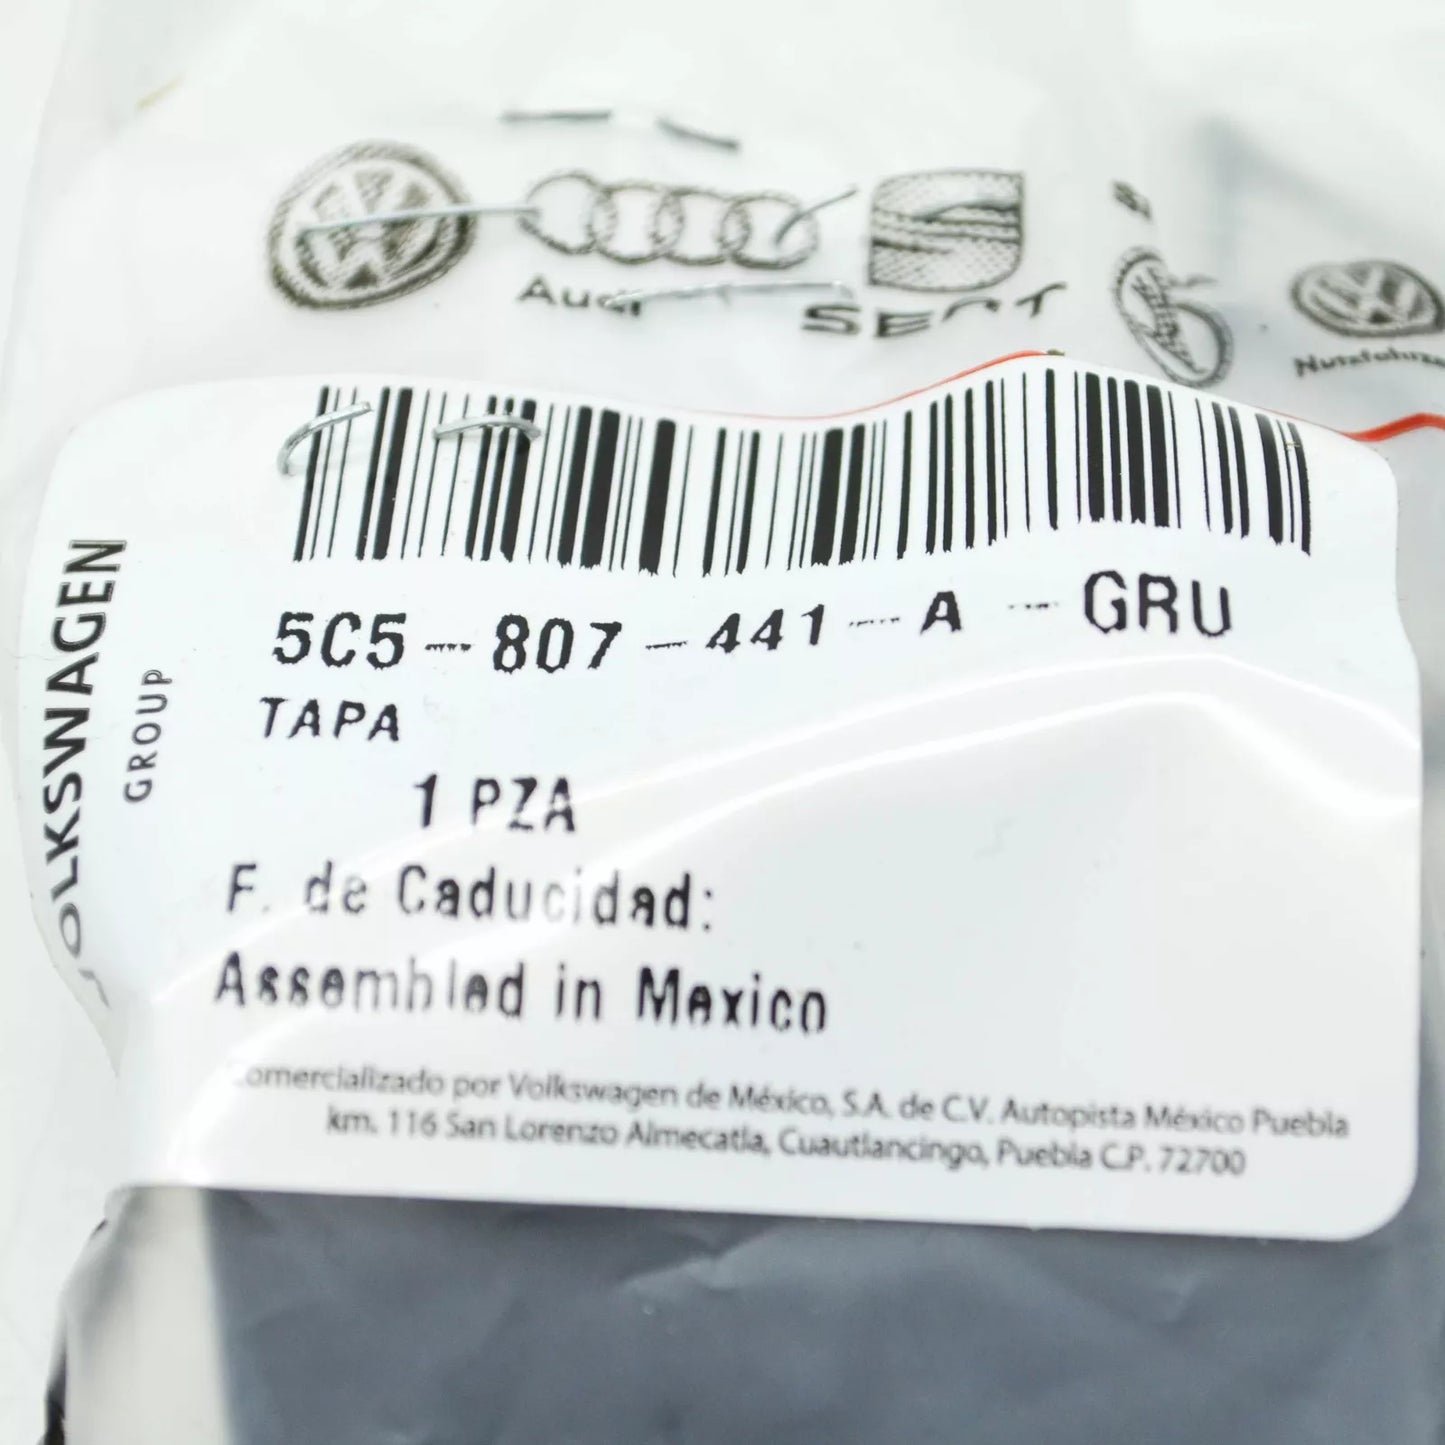 Audi
SEAT
5C5-807-441-A--GRU
TAPA
1 PZA
F. de Caducidad:
Assembled in Mexico
Comercializado por Volkswagen de México, S.A. de C.V. Autopista México Puebla
km. 116 San Lorenzo Almecatla, Cuautlancingo, Puebla C.P. 72700
VOLKSWAGEN
GROUP